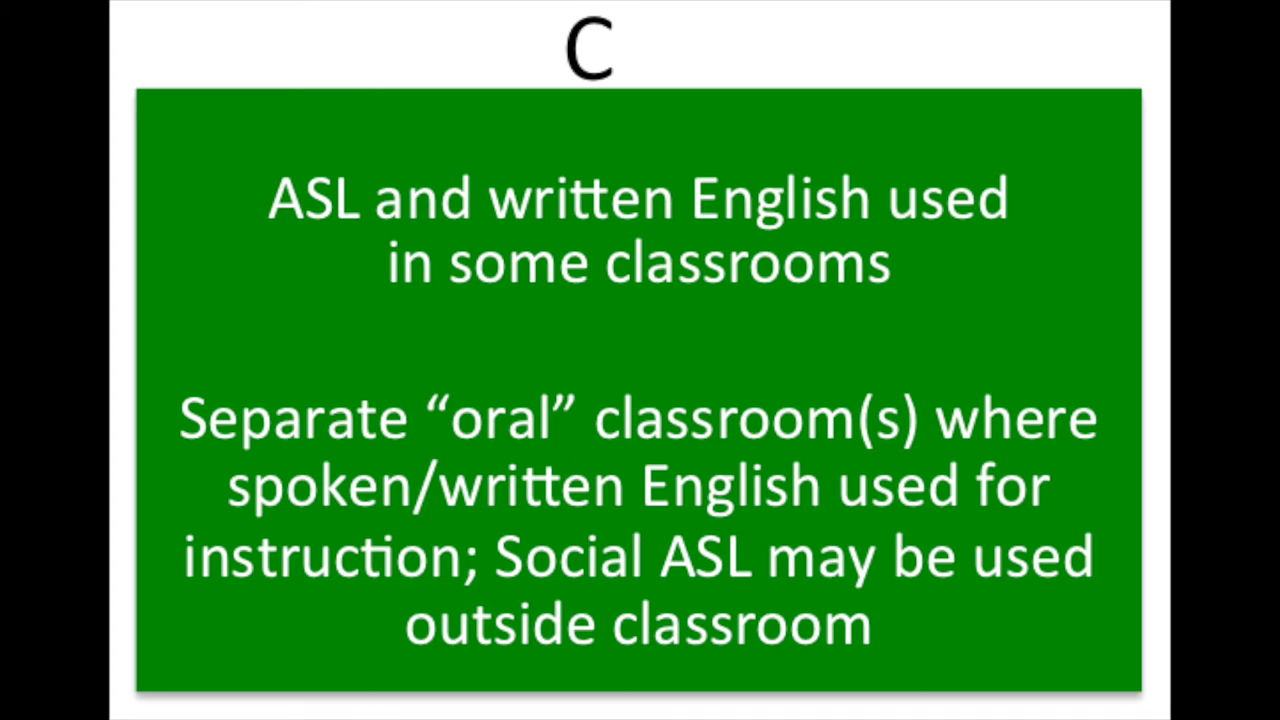 C
ASL and written English used
in some classrooms
Separate “oral” classroom(s) where
spoken/written English used for
instruction; Social ASL may be used
outside classroom